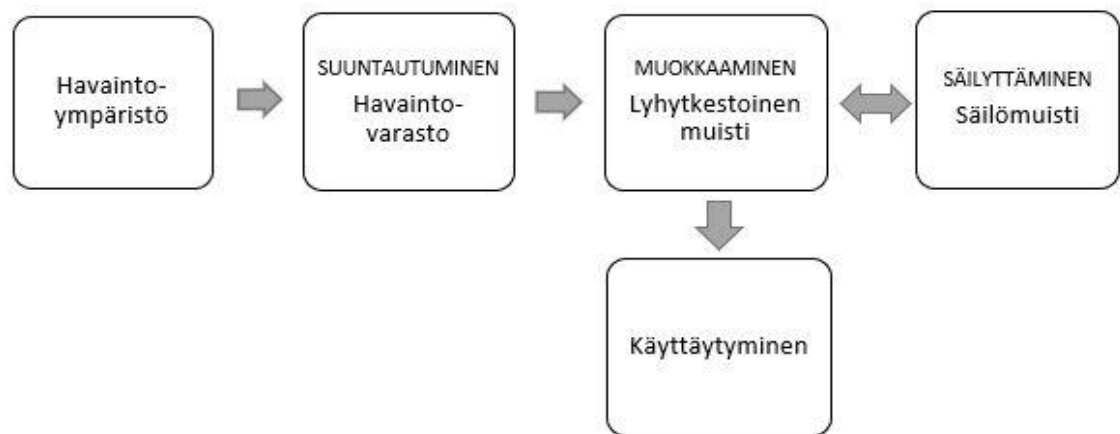 Havainto-
ympäristö
SUUNTAUTUMINEN
Havainto-
varasto
MUOKKAAMINEN
Lyhytkestoinen
muisti
SÄILYTTÄMINEN
Säilömuisti
Käyttäytyminen